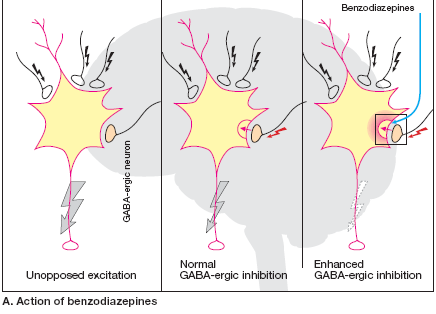 Benzodiazepines
GABA-ergic neuron
Unopposed excitation
Normal
GABA-ergic inhibition
Enhanced
GABA-ergic inhibition
A. Action of benzodiazepines